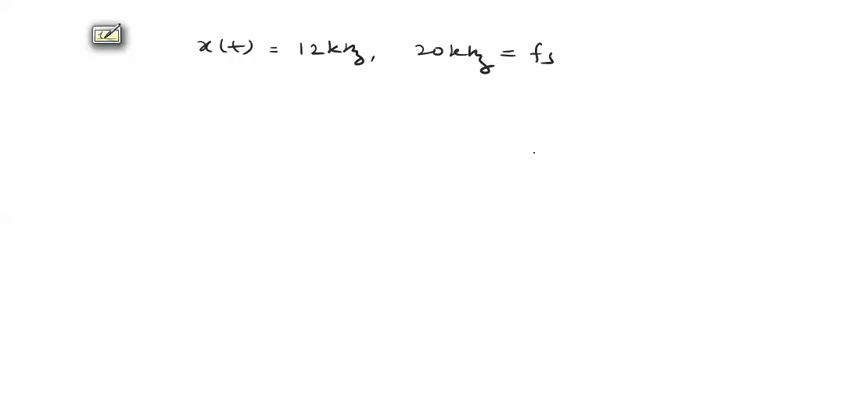 x(t) = 12kHz, 20kHz = fs